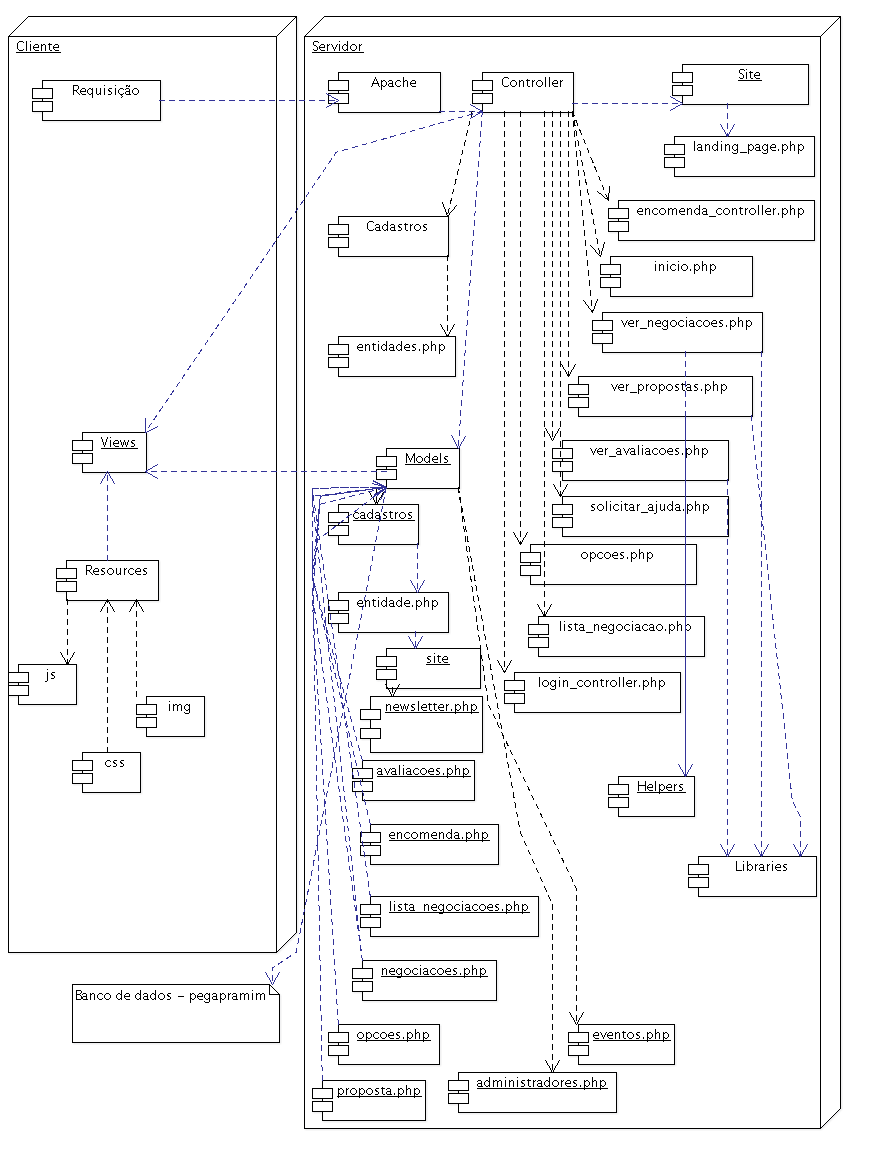 Cliente
Requisição
Views
Resources
js
img
css
Banco de dados - pegapramim
Servidor
Apache
Controller
Site
landing_page.php
Cadastros
encomenda_controller.php
inicio.php
ver_negociacoes.php
entidades.php
ver_propostas.php
Models
ver_avaliacoes.php
cadastros
solicitar_ajuda.php
opcoes.php
entidade.php
lista_negociacao.php
site
login_controller.php
newsletter.php
avaliacoes.php
Helpers
encomenda.php
Libraries
lista_negociacoes.php
negociacoes.php
opcoes.php
eventos.php
proposta.php
administradores.php